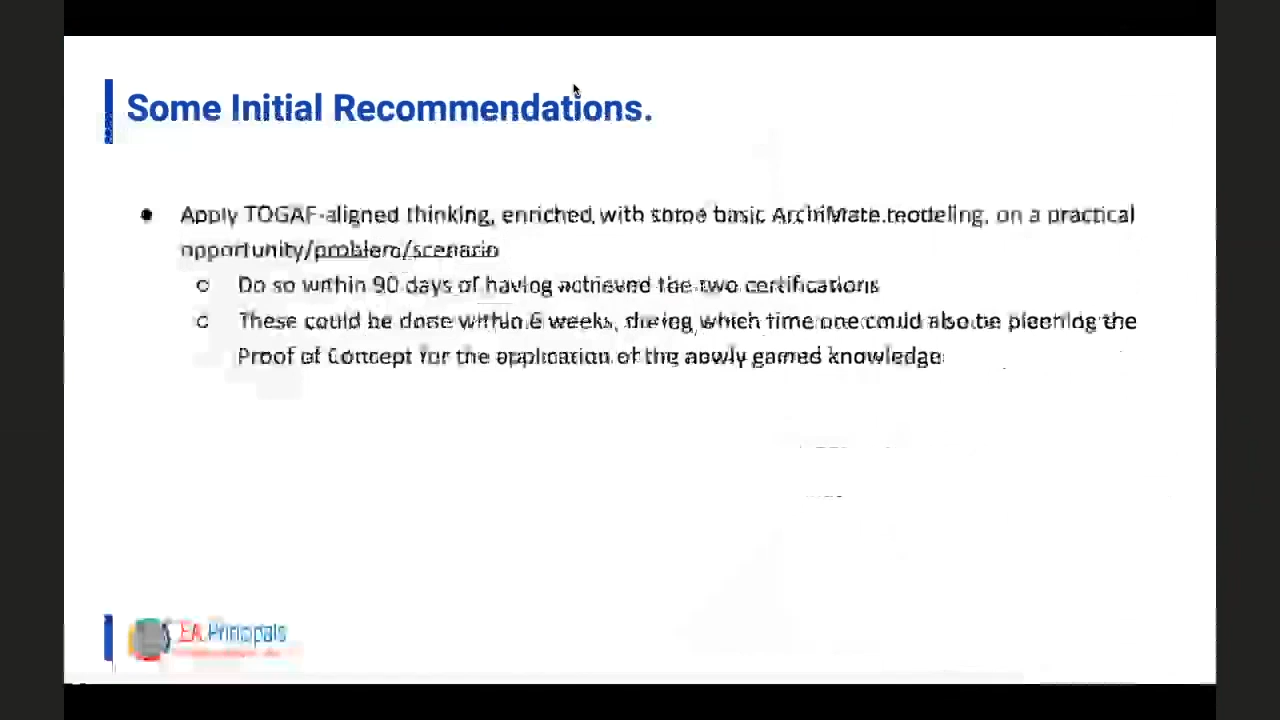 Some Initial Recommendations.
● Apply TOGAF-aligned thinking, enriched with some basic ArchiMate modeling, on a practical
opportunity/problem/scenario
○ Do so within 90 days of having achieved the two certifications
○ These could be done within 6 weeks, during which time one could also be planning the
Proof of Concept for the application of the newly gained knowledge
EA Principals